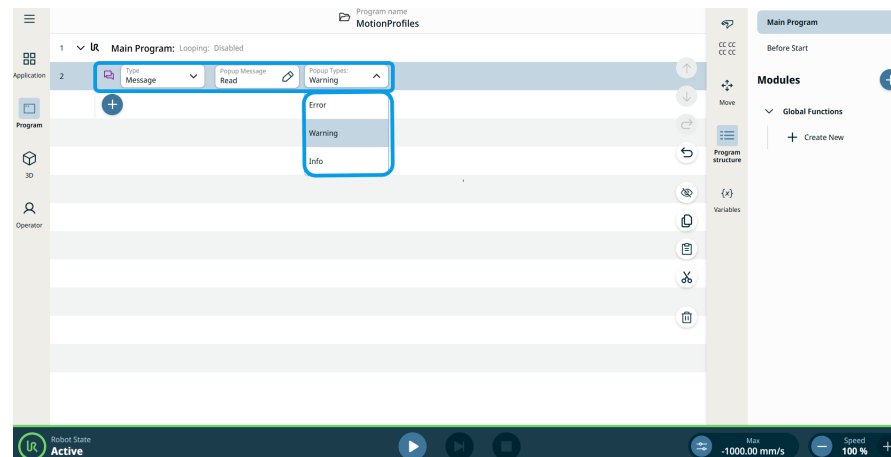 Program name
MotionProfiles
1 Main Program: Looping: Disabled
Main Program
CC CC
CC CC
Before Start
Application
2
Type
Message
Popup Message
Read
Popup Types:
Warning
Modules
Move
Error
Global Functions
Program
Warning
Create New
Program
structure
Info
3D
{x}
Variables
Operator
UR
Robot State
Active
Max
-1000.00 mm/s
Speed
100 %